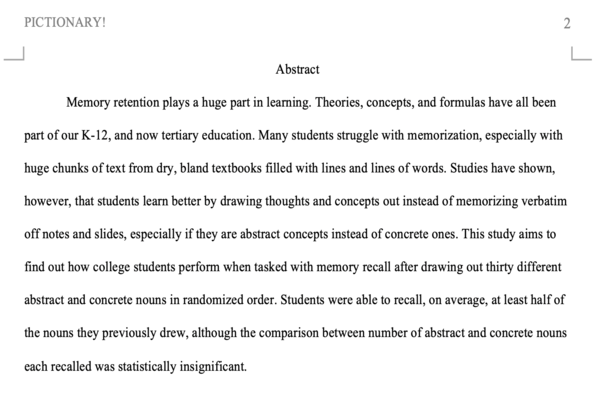 PICTIONARY!
2
Abstract
Memory retention plays a huge part in learning. Theories, concepts, and formulas have all been
part of our K-12, and now tertiary education. Many students struggle with memorization, especially with
huge chunks of text from dry, bland textbooks filled with lines and lines of words. Studies have shown,
however, that students learn better by drawing thoughts and concepts out instead of memorizing verbatim
off notes and slides, especially if they are abstract concepts instead of concrete ones. This study aims to
find out how college students perform when tasked with memory recall after drawing out thirty different
abstract and concrete nouns in randomized order. Students were able to recall, on average, at least half of
the nouns they previously drew, although the comparison between number of abstract and concrete nouns
each recalled was statistically insignificant.